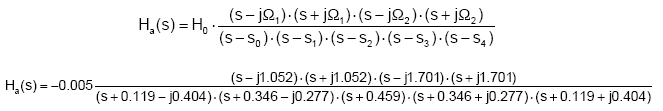 Hₐ(s) = H₀ · (s – jΩ₁)·(s + jΩ₁)·(s – jΩ₂)·(s + jΩ₂) / (s – s₀)·(s – s₁)·(s – s₂)·(s – s₃)·(s – s₄)
Hₐ(s) = –0.005 (s – j1.052)·(s + j1.052)·(s – j1.701)·(s + j1.701) / (s + 0.119 – j0.404)·(s + 0.346 – j0.277)·(s + 0.459)·(s + 0.346 + j0.277)·(s + 0.119 + j0.404)